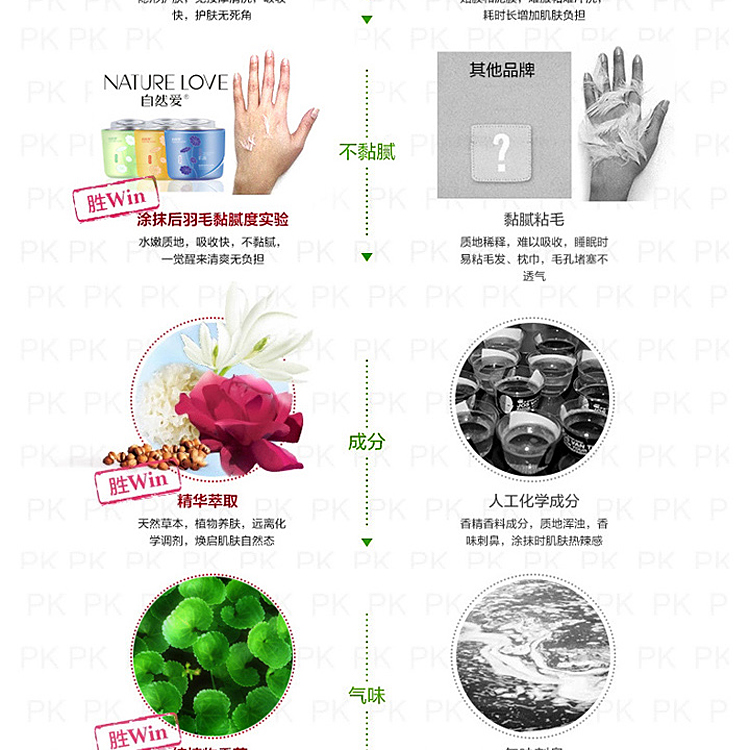 快，护肤无死角
耗时长增加肌肤负担
NATURE LOVE
自然爱®
其他品牌
?
不黏腻
胜Win
涂抹后羽毛黏腻度实验
水嫩质地，吸收快，不黏腻，
一觉醒来清爽无负担
黏腻粘毛
质地稀释，难以吸收，睡眠时
易粘毛发、枕巾，毛孔堵塞不
透气
成分
胜Win
精华萃取
天然草本，植物养肤，远离化
学调剂，焕启肌肤自然态
人工化学成分
香精香料成分，质地浑浊，香
味刺鼻，涂抹时肌肤热辣感
气味
胜Win